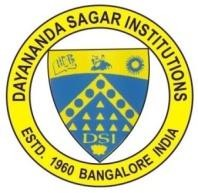 DAYANANDA SAGAR INSTITUTIONS
DSI
ESTD. 1960 BANGALORE INDIA